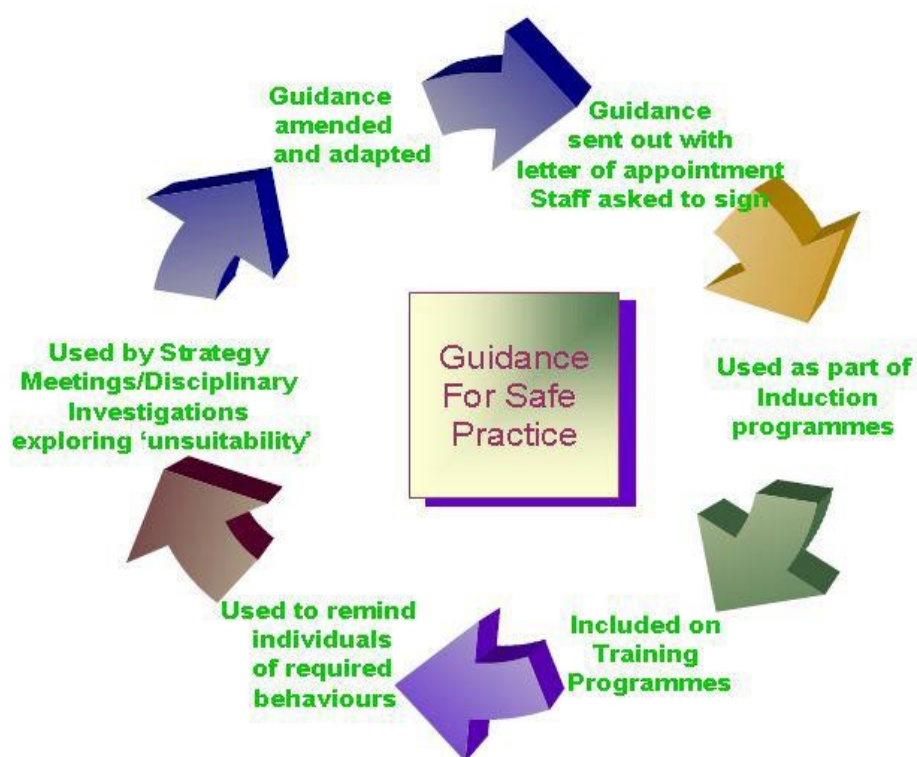 Guidance
amended
and adapted
Guidance
sent out with
letter of appointment
Staff asked to sign
Used as part of
Induction
programmes
Included on
Training
Programmes
Used to remind
individuals
of required
behaviours
Used by Strategy
Meetings/Disciplinary
Investigations
exploring ‘unsuitability’
Guidance
For Safe
Practice